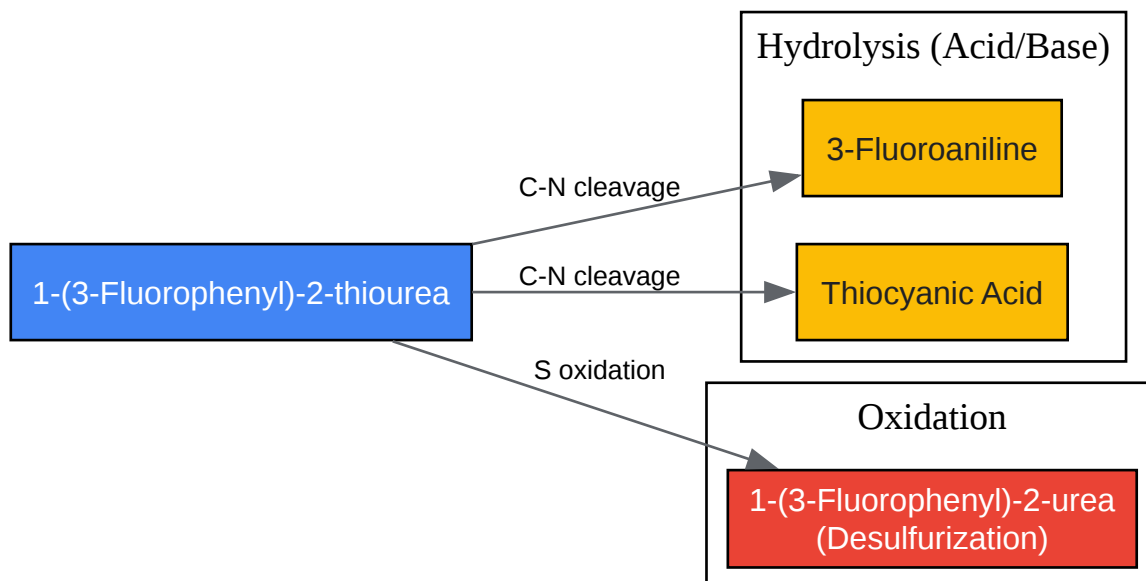 Hydrolysis (Acid/Base)
3-Fluoroaniline
C-N cleavage
1-(3-Fluorophenyl)-2-thiourea
C-N cleavage
Thiocyanic Acid
S oxidation
Oxidation
1-(3-Fluorophenyl)-2-urea
(Desulfurization)